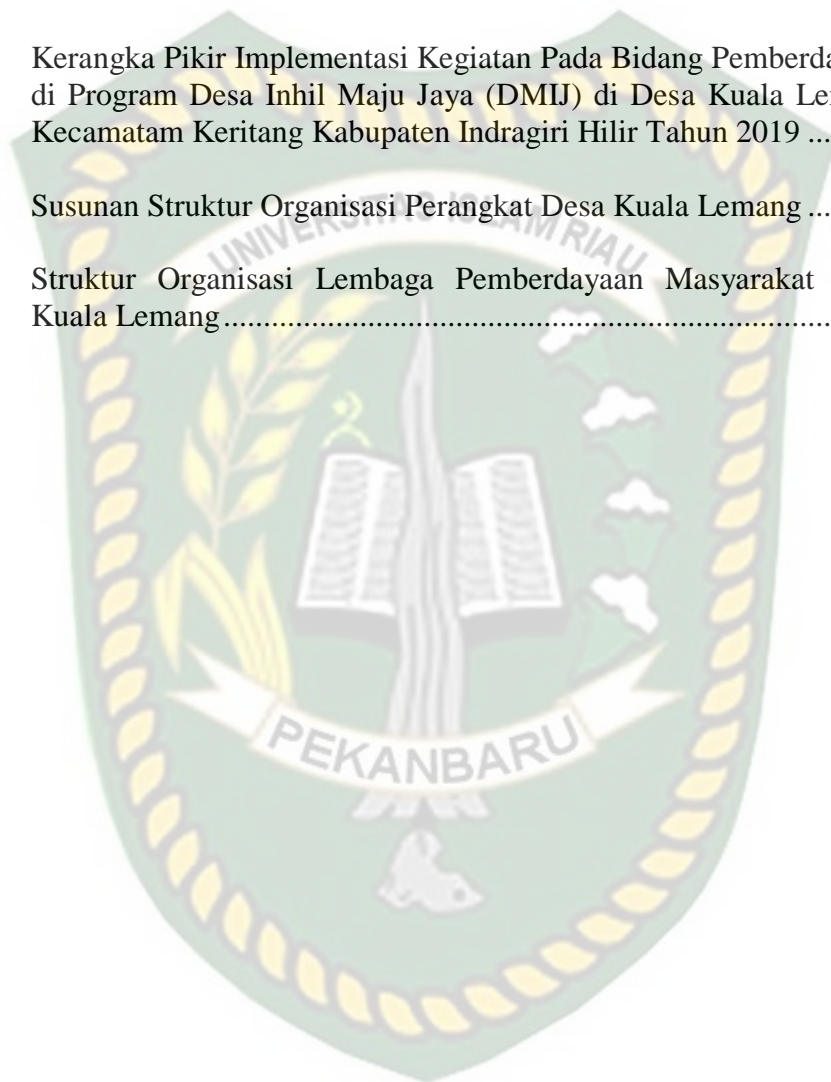 Kerangka Pikir Implementasi Kegiatan Pada Bidang
di Program Desa Inhil Maju Jaya (DMIJ) di Desa Kuala
Kecamatam Keritang Kabupaten Indragiri Hilir Tahun 2019 ...
Susunan Struktur Organisasi Perangkat Desa Kuala Lemang ...
Struktur Organisasi Lembaga Pemberdayaan Masyarakat
Kuala Lemang..............................................................................
UNIVERSITAS ISLAM RIAU
PEKANBARU